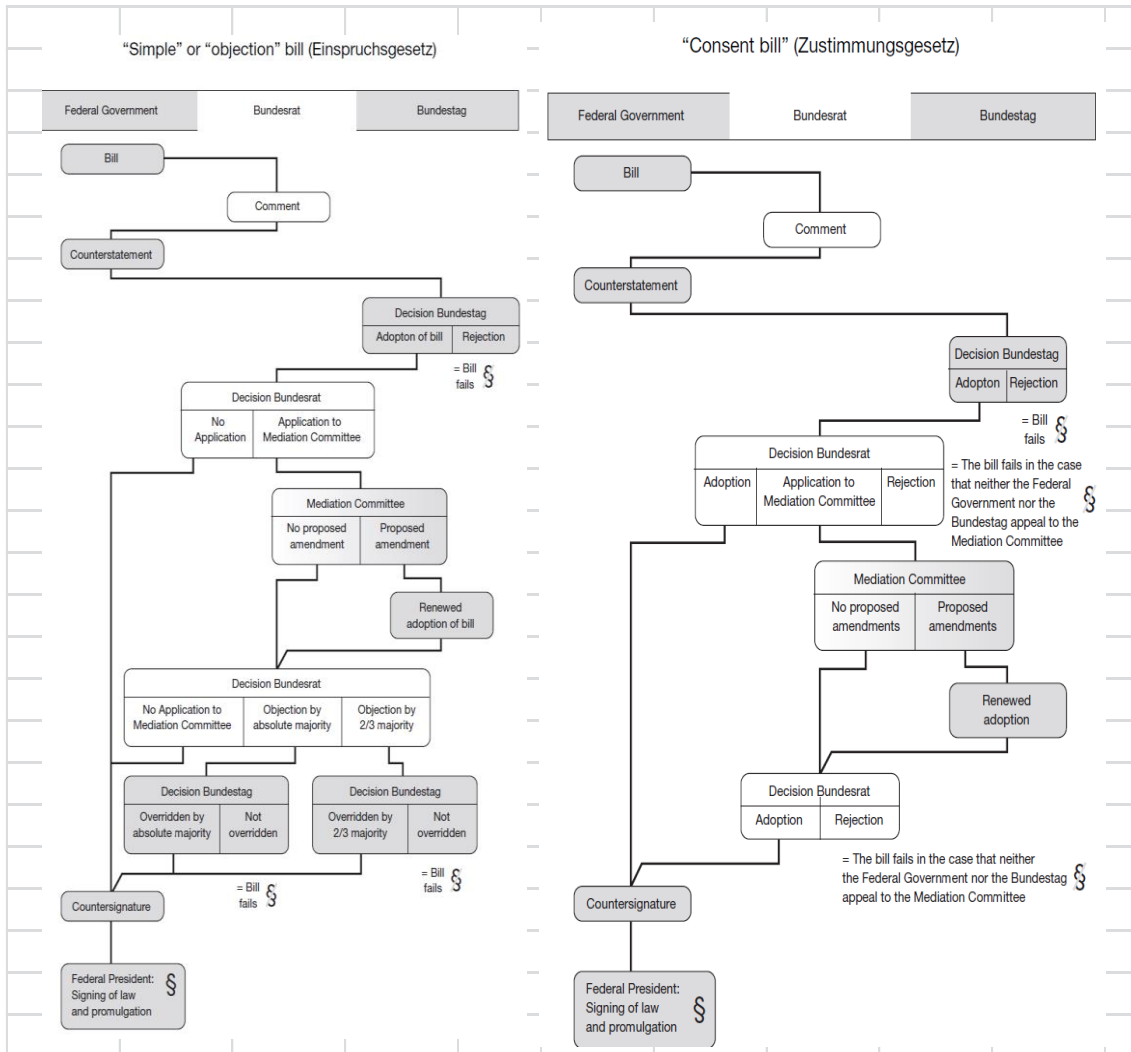 “Simple” or “objection” bill (Einspruchsgesetz)
Federal Government
Bundesrat
Bundestag
Bill
Comment
Counterstatement
Decision Bundestag
Adopton of bill
Rejection
= Bill
fails
§
Decision Bundesrat
No
Application
Application to
Mediation Committee
Mediation Committee
No proposed
amendment
Proposed
amendment
Renewed
adoption of bill
Decision Bundesrat
No Application to
Mediation Committee
Objection by
absolute majority
Objection by
2/3 majority
Decision Bundestag
Overridden by
absolute majority
Not
overridden
Decision Bundestag
Overridden by
2/3 majority
Not
overridden
= Bill
fails
§
= Bill
fails
§
Countersignature
Federal President:
Signing of law
and promulgation
§
“Consent bill” (Zustimmungsgesetz)
Federal Government
Bundesrat
Bundestag
Bill
Comment
Counterstatement
Decision Bundestag
Adopton
Rejection
= Bill
fails
§
Decision Bundesrat
Adoption
Application to
Mediation Committee
Rejection
= The bill fails in the case
that neither the Federal
Government nor the
Bundestag appeal to the
Mediation Committee
§
Mediation Committee
No proposed
amendments
Proposed
amendments
Renewed
adoption
Decision Bundesrat
Adoption
Rejection
= The bill fails in the case that neither
the Federal Government nor the Bundestag
appeal to the Mediation Committee
§
Countersignature
Federal President:
Signing of law
and promulgation
§